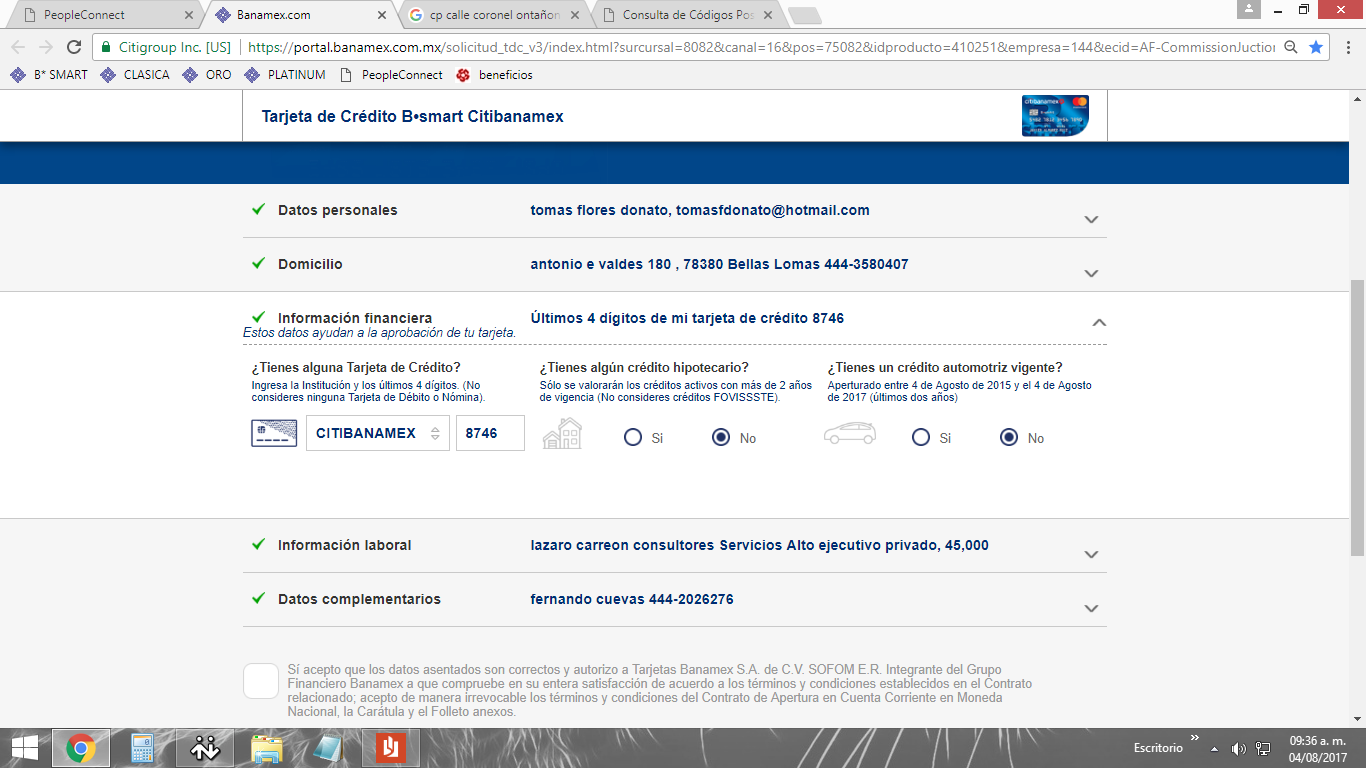 PeopleConnect
Banamex.com
cp calle coronel ontañon
Consulta de Códigos Pos
Citigroup Inc. [US]
https://portal.banamex.com.mx/solicitud_tdc_v3/index.html?surcursal=8082&canal=16&pos=75082&idproducto=410251&empresa=144&ecid=AF-CommissionJuction
B* SMART
CLASICA
ORO
PLATINUM
PeopleConnect
beneficios
Tarjeta de Crédito B•smart Citibanamex
citibanamex
Datos personales
tomas flores donato, tomasfdonato@hotmail.com
Domicilio
antonio e valdes 180 , 78380 Bellas Lomas 444-3580407
Información financiera
Últimos 4 dígitos de mi tarjeta de crédito 8746
Estos datos ayudan a la aprobación de tu tarjeta.
¿Tienes alguna Tarjeta de Crédito?
Ingresa la Institución y los últimos 4 dígitos. (No
consideres ninguna Tarjeta de Débito o Nómina).
CITIBANAMEX
8746
¿Tienes algún crédito hipotecario?
Sólo se valorarán los créditos activos con más de 2 años
de vigencia (No consideres créditos FOVISSSTE).
Si
No
¿Tienes un crédito automotriz vigente?
Aperturado entre 4 de Agosto de 2015 y el 4 de Agosto
de 2017 (últimos dos años)
Si
No
Información laboral
lazaro carreon consultores Servicios Alto ejecutivo privado, 45,000
Datos complementarios
fernando cuevas 444-2026276
Sí acepto que los datos asentados son correctos y autorizo a Tarjetas Banamex S.A. de C.V. SOFOM E.R. Integrante del Grupo
Financiero Banamex a que compruebe en su entera satisfacción de acuerdo a los términos y condiciones establecidos en el Contrato
relacionado; acepto de manera irrevocable los términos y condiciones del Contrato de Apertura en Cuenta Corriente en Moneda
Nacional, la Carátula y el Folleto anexos.
Escritorio
09:36 a. m.
04/08/2017